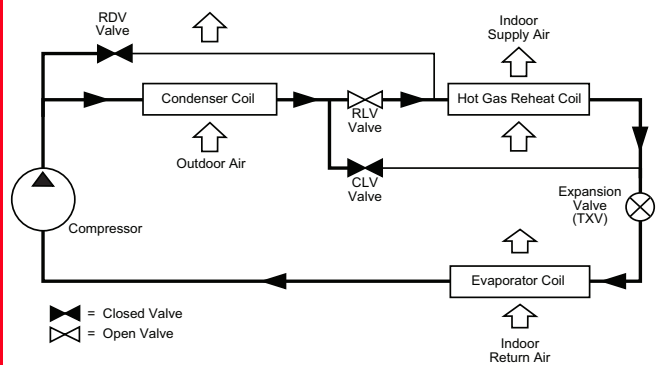 RDV
Valve
Indoor
Supply Air
Condenser Coil
RLV
Valve
Hot Gas Reheat Coil
Outdoor Air
CLV
Valve
Expansion
Valve
(TXV)
Compressor
Evaporator Coil
= Closed Valve
= Open Valve
Indoor
Return Air